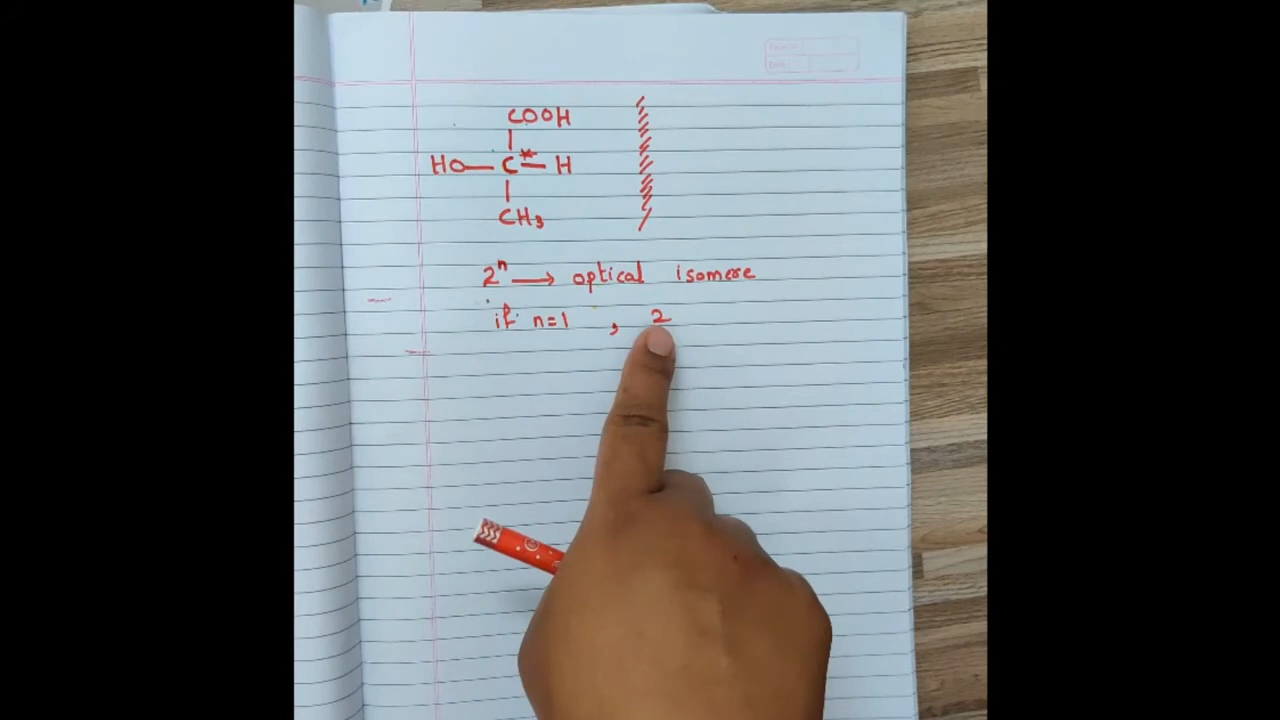 COOH
HO—C*—H
CH₃
2ⁿ → optical isomere
if n=1 , 2